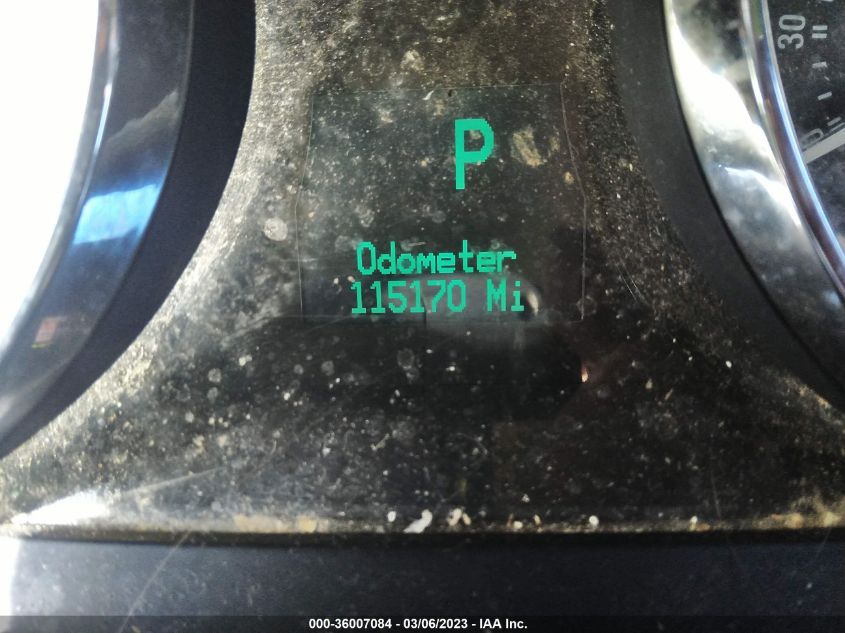 30
P
Odometer
115170 Mi
000-36007084 - 03/06/2023 - IAA Inc.